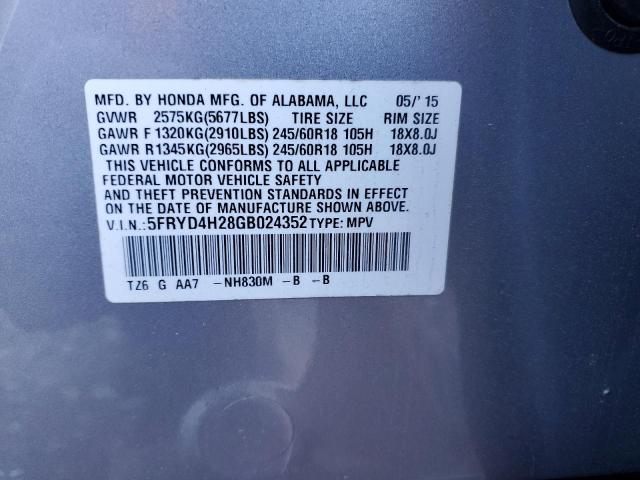 MFD. BY HONDA MFG. OF ALABAMA, LLC 05/'15
GVWR 2575KG(5677LBS) TIRE SIZE RIM SIZE
GAWR F 1320KG(2910LBS) 245/60R18 105H 18X8.0J
GAWR R1345KG(2965LBS) 245/60R18 105H 18X8.0J
THIS VEHICLE CONFORMS TO ALL APPLICABLE
FEDERAL MOTOR VEHICLE SAFETY
AND THEFT PREVENTION STANDARDS IN EFFECT
ON THE DATE OF MANUFACTURE SHOWN ABOVE.
V.I.N.:5FRYD4H28GB024352 TYPE: MPV
TZ6 G AA7 -NH830M -B -B